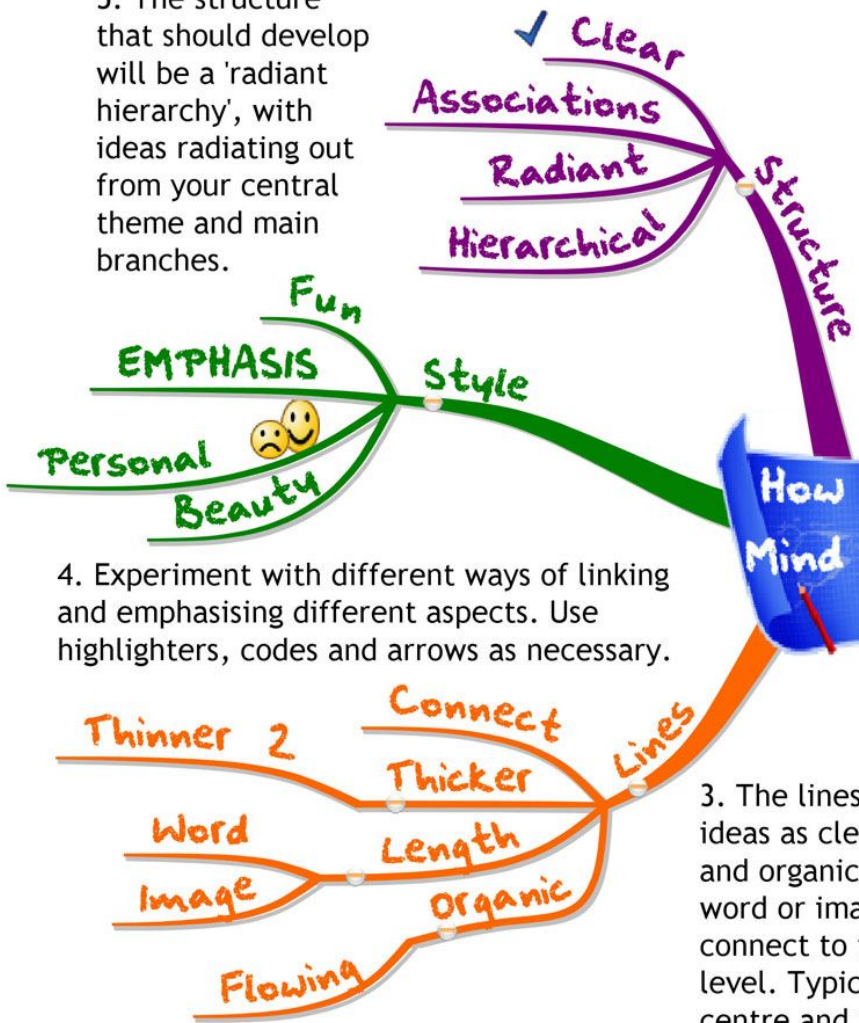 5. The structure
that should develop
will be a 'radiant
hierarchy', with
ideas radiating out
from your central
theme and main
branches.
Clear
Associations
Radiant
Hierarchical
Structure
Fun
EMPHASIS
Personal
Beauty
Style
How
Mind
4. Experiment with different ways of linking
and emphasising different aspects. Use
highlighters, codes and arrows as necessary.
Connect
Thinner 2
Thicker
Lines
Word
Image
Length
Organic
Flowing
3. The lines
ideas as cle
and organic
word or ima
connect to
level. Typic
centre and